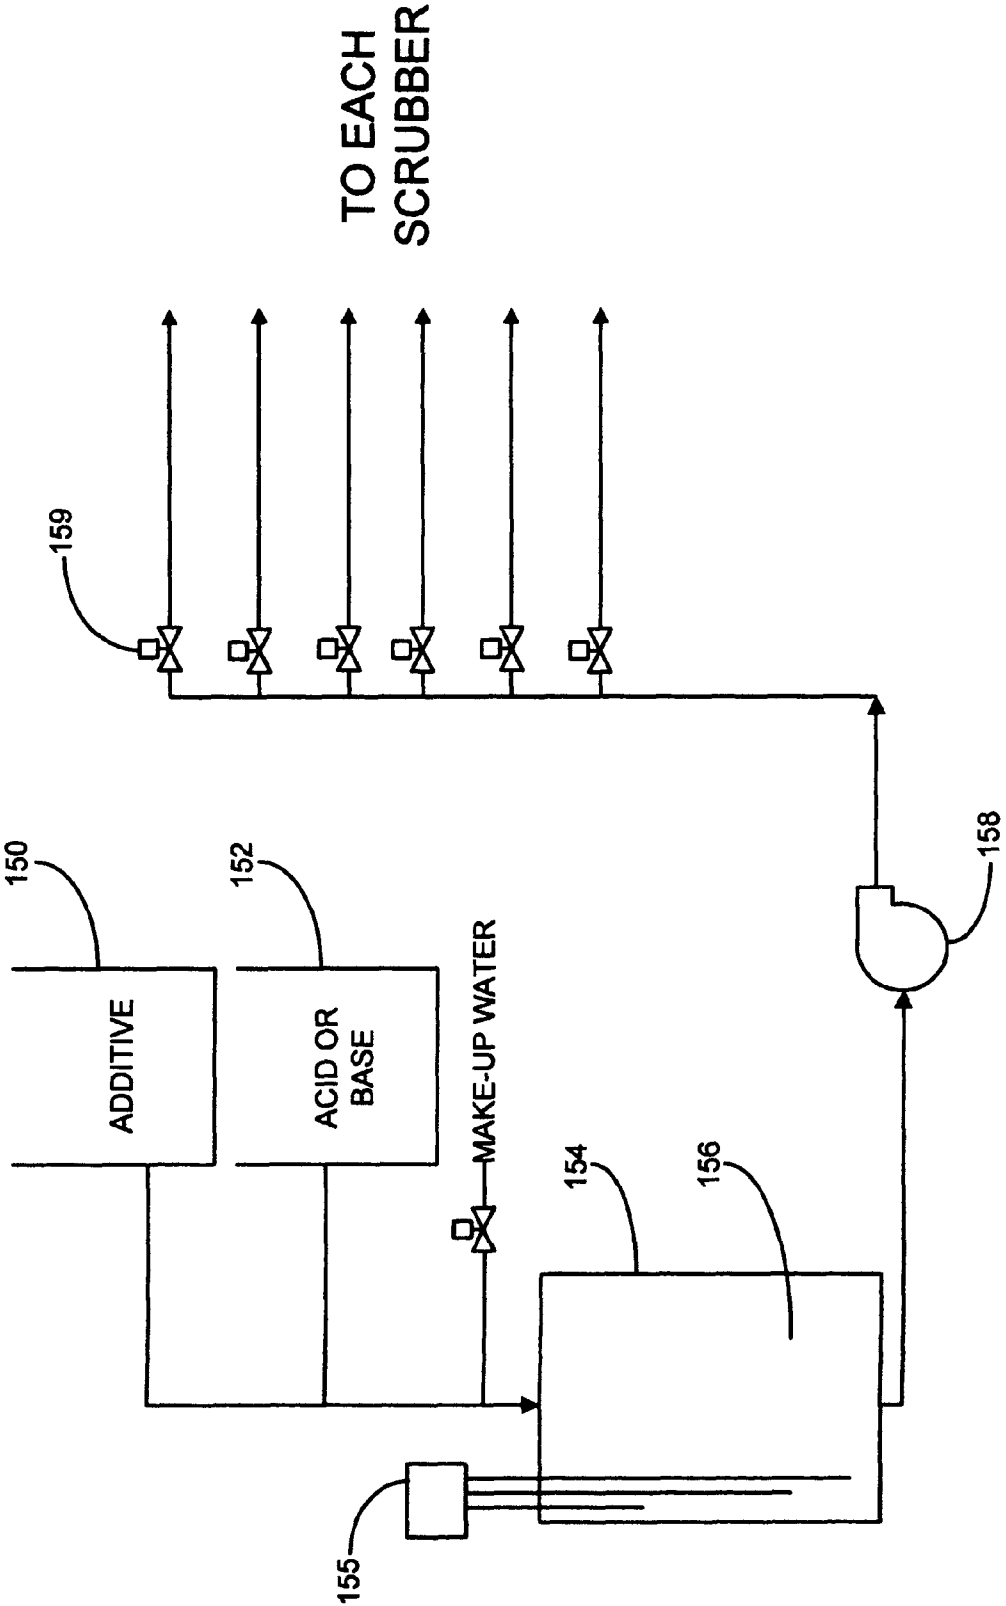 150
ADDITIVE
152
ACID OR
BASE
MAKE-UP WATER
155
154
156
158
159
TO EACH
SCRUBBER